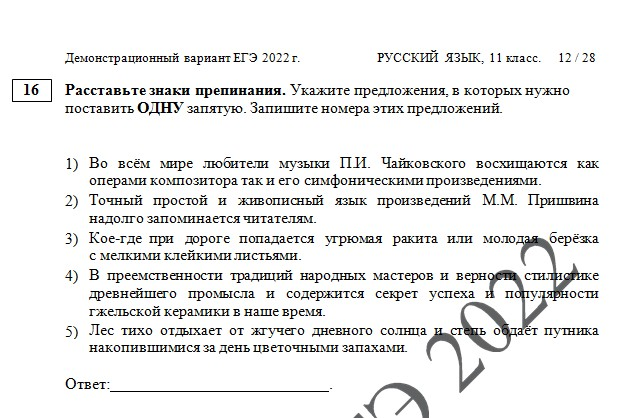 Демонстрационный вариант ЕГЭ 2022 г. РУССКИЙ ЯЗЫК, 11 класс. 12 / 28
16 Расставьте знаки препинания. Укажите предложения, в которых нужно
поставить ОДНУ запятую. Запишите номера этих предложений.
1) Во всём мире любители музыки П.И. Чайковского восхищаются как
операми композитора так и его симфоническими произведениями.
2) Точный простой и живописный язык произведений М.М. Пришвина
надолго запоминается читателям.
3) Кое-где при дороге попадается угрюмая ракита или молодая берёзка
с мелкими клейкими листьями.
4) В преемственности традиций народных мастеров и верности стилистике
древнейшего промысла и содержится секрет успеха и популярности
гжельской керамики в наше время.
5) Лес тихо отдыхает от жгучего дневного солнца и степь обдаёт путника
накопившимися за день цветочными запахами.
Ответ:___________________________.
ГЭ 2022